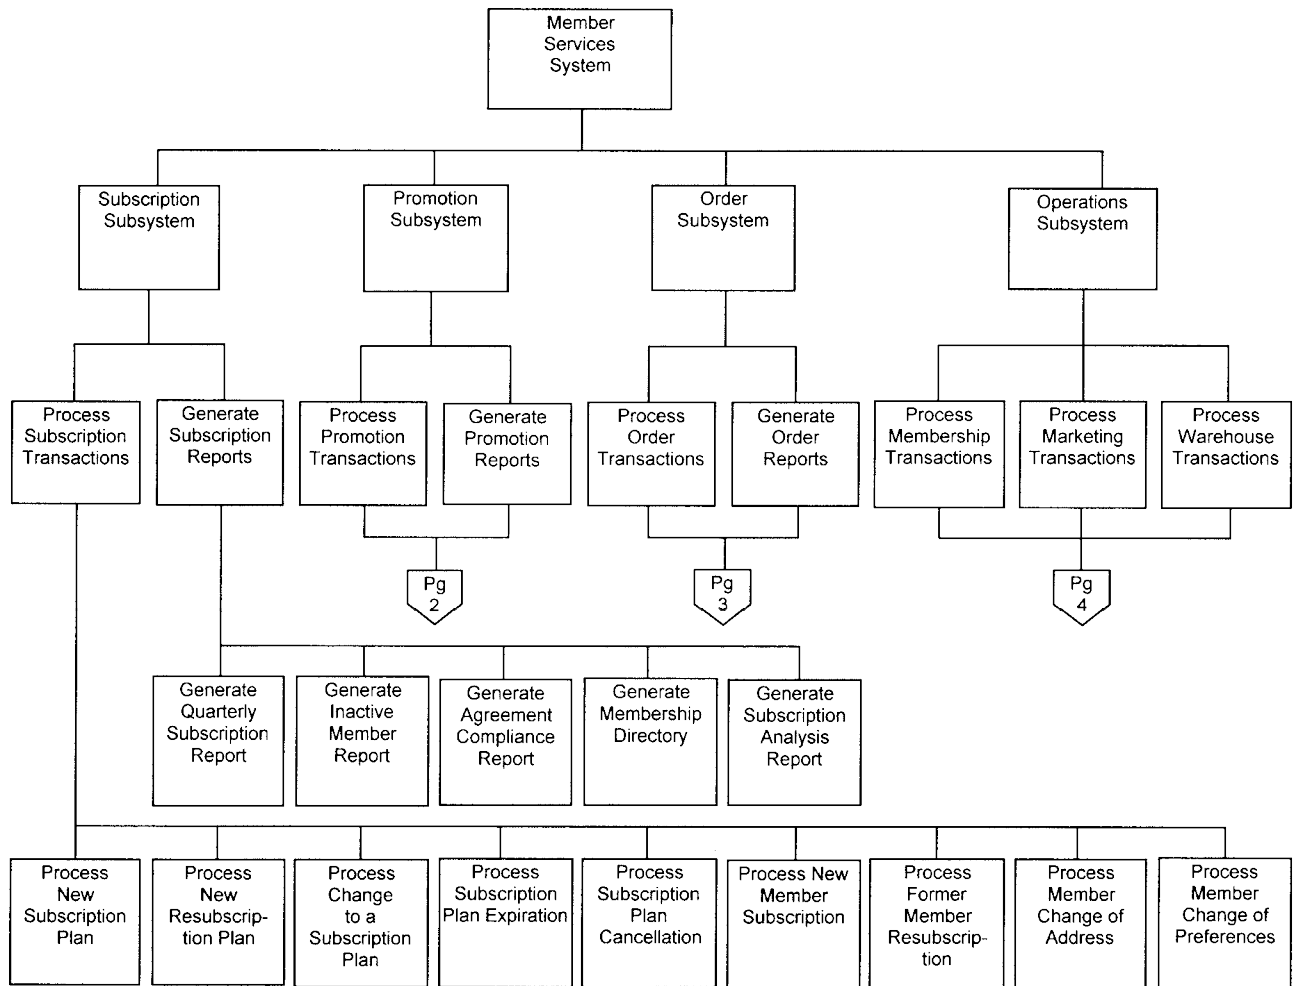 Member
Services
System
Subscription
Subsystem
Promotion
Subsystem
Order
Subsystem
Operations
Subsystem
Process
Subscription
Transactions
Generate
Subscription
Reports
Process
Promotion
Transactions
Generate
Promotion
Reports
Process
Order
Transactions
Generate
Order
Reports
Process
Membership
Transactions
Process
Marketing
Transactions
Process
Warehouse
Transactions
Pg
2
Pg
3
Pg
4
Generate
Quarterly
Subscription
Report
Generate
Inactive
Member
Report
Generate
Agreement
Compliance
Report
Generate
Membership
Directory
Generate
Subscription
Analysis
Report
Process
New
Subscription
Plan
Process
New
Resubscrip-
tion Plan
Process
Change
to a
Subscription
Plan
Process
Subscription
Plan Expiration
Process
Subscription
Plan
Cancellation
Process New
Member
Subscription
Process
Former
Member
Resubscrip-
tion
Process
Member
Change of
Address
Process
Member
Change of
Preferences